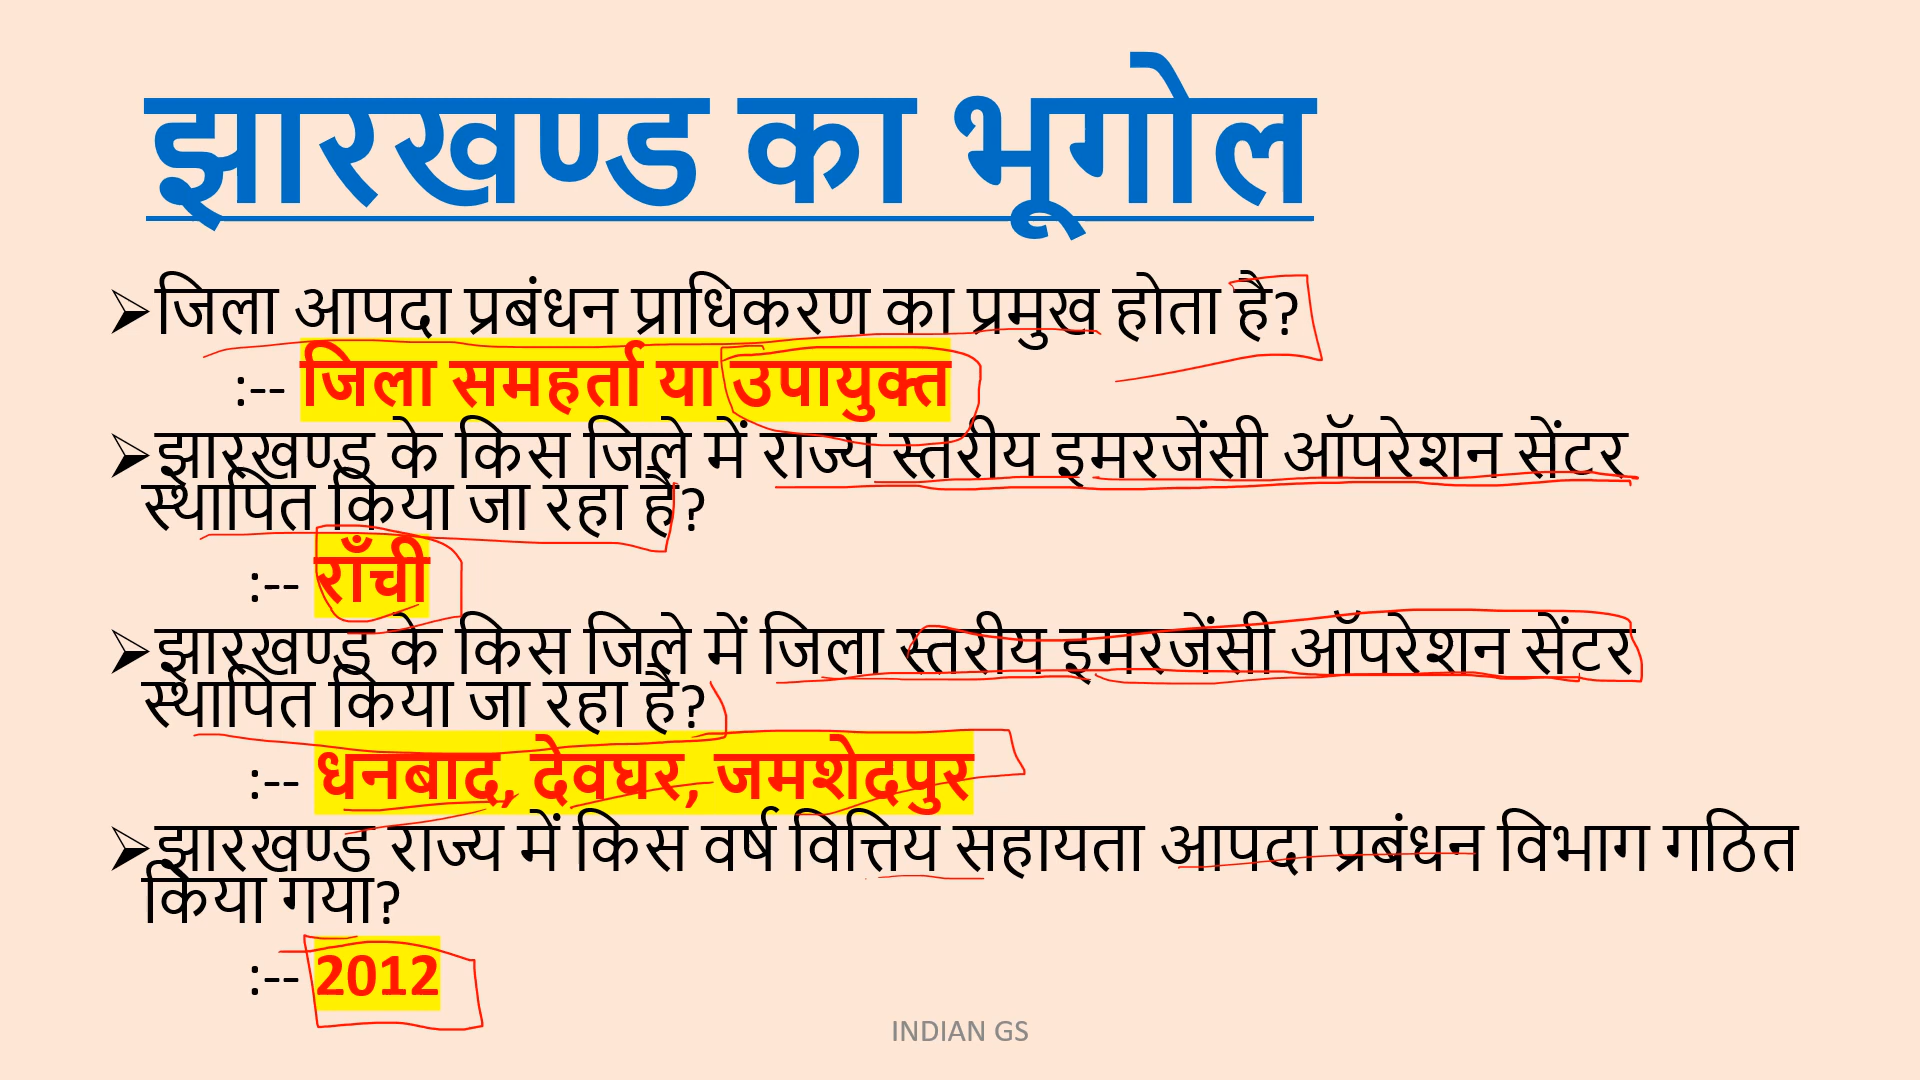 झारखण्ड का भूगोल
➢जिला आपदा प्रबंधन प्राधिकरण का प्रमुख होता है?
:-- जिला समहर्ता या उपायुक्त
➢झारखण्ड के किस जिले में राज्य स्तरीय इमरजेंसी ऑपरेशन सेंटर
स्थापित किया जा रहा है?
:-- राँची
➢झारखण्ड के किस जिले में जिला स्तरीय इमरजेंसी ऑपरेशन सेंटर
स्थापित किया जा रहा है?
:-- धनबाद, देवघर, जमशेदपुर
➢झारखण्ड राज्य में किस वर्ष वित्तिय सहायता आपदा प्रबंधन विभाग गठित
किया गया?
:-- 2012
INDIAN GS